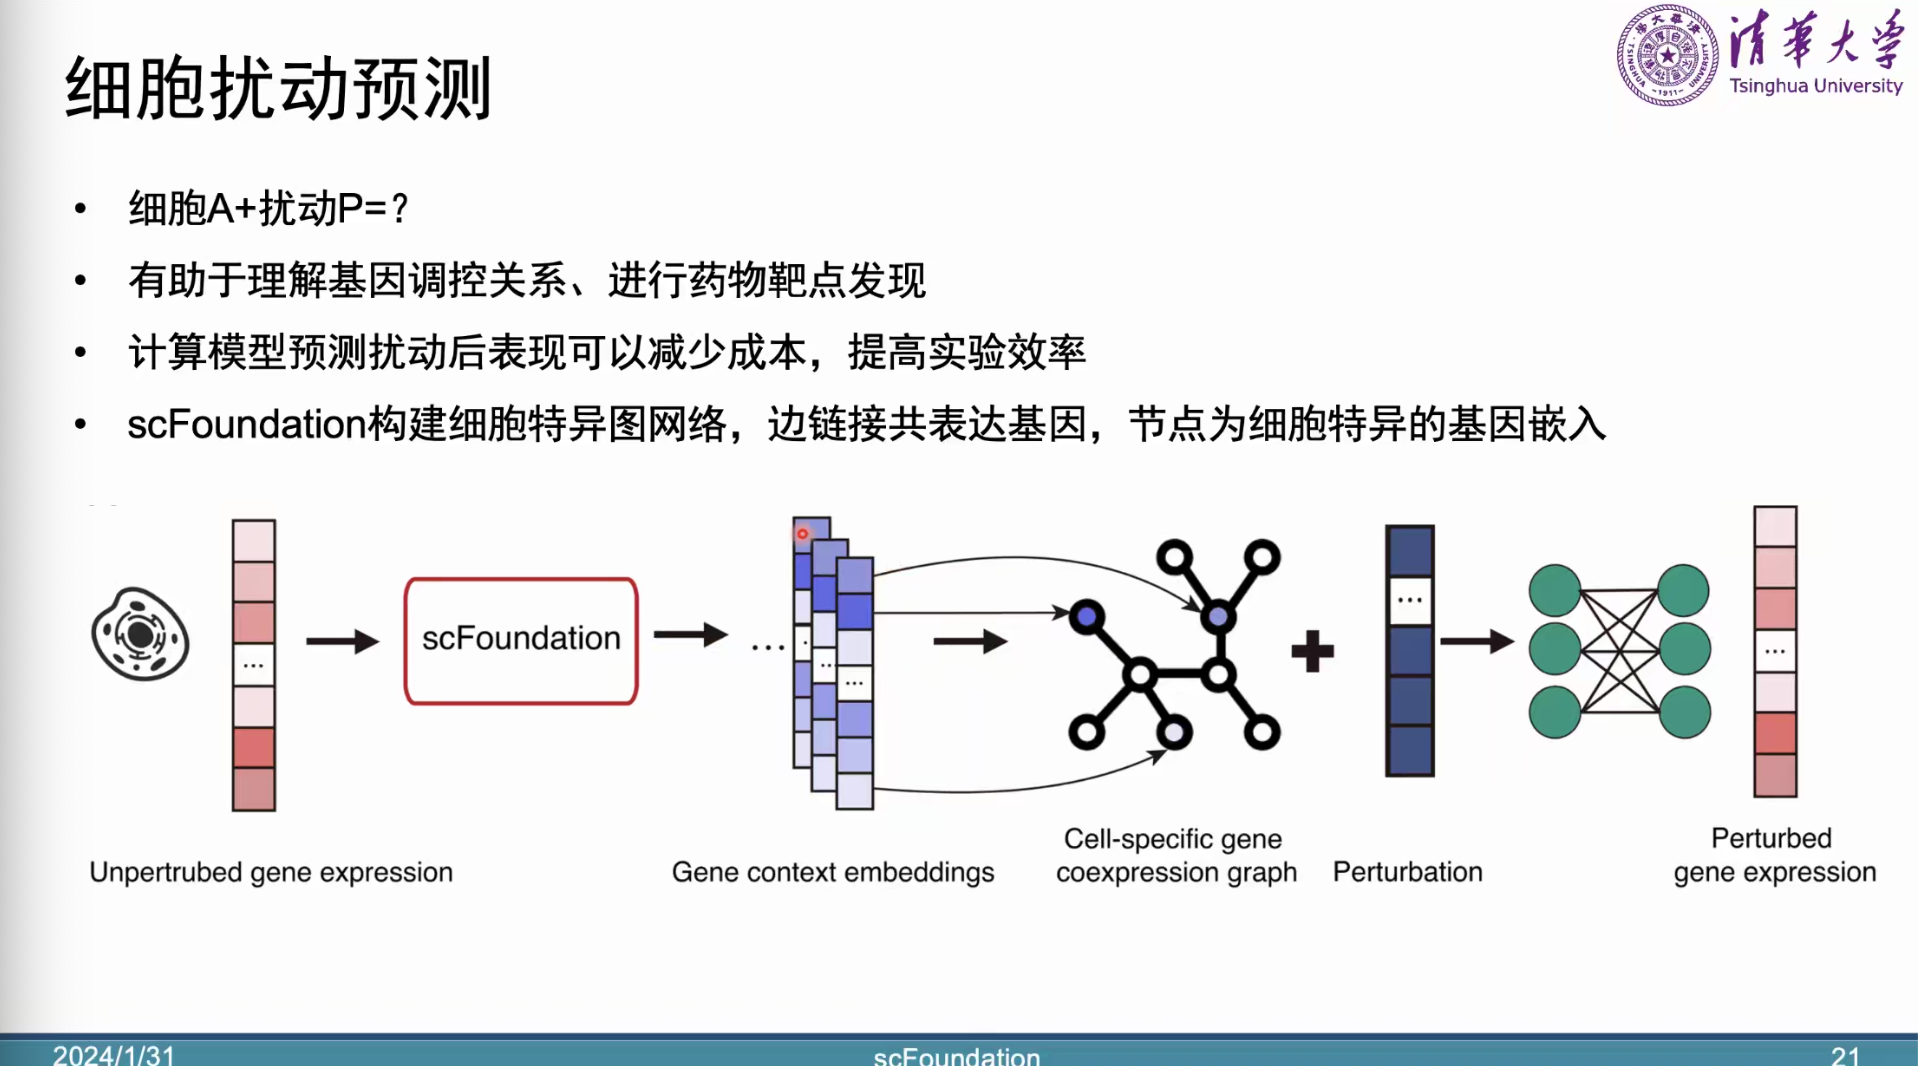 清华大学
Tsinghua University
细胞扰动预测
• 细胞A+扰动P=？
• 有助于理解基因调控关系、进行药物靶点发现
• 计算模型预测扰动后表现可以减少成本，提高实验效率
• scFoundation构建细胞特异图网络，边链接共表达基因，节点为细胞特异的基因嵌入
scFoundation
Unpertrubed gene expression
Gene context embeddings
Cell-specific gene
coexpression graph
Perturbation
Perturbed
gene expression
2024/1/31
scFoundation
21